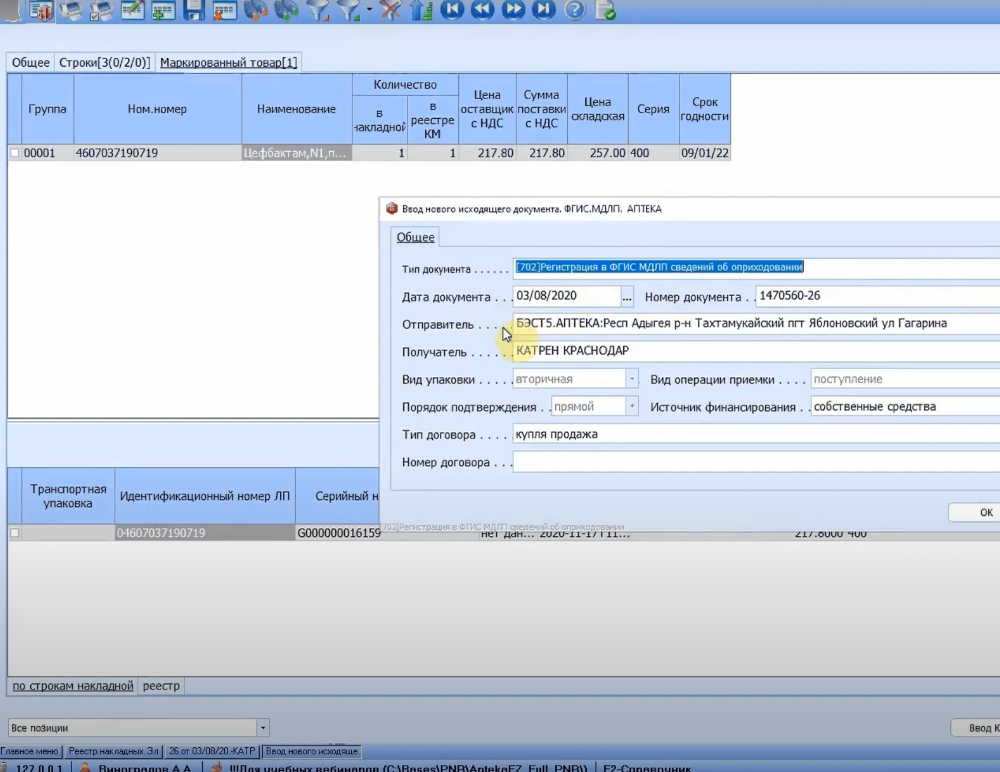 Общее Строки[3(0/2/0)] Маркированный товар[1]
Группа Ном.номер Наименование Количество в накладной в реестре КМ Цена оставщик с НДС Сумма поставки с НДС Цена складская Серия Срок годности
00001 4607037190719 Цефбактам,N1,п... 1 1 217.80 217.80 257.00 400 09/01/22
Ввод нового исходящего документа. ФГИС.МДЛП. АПТЕКА
Общее
Тип документа . . . . . . [702]Регистрация в ФГИС МДЛП сведений об оприходовании
Дата документа . . . 03/08/2020 ... Номер документа . . 1470560-26
Отправитель . . . . БЭСТ5.АПТЕКА:Респ Адыгея р-н Тахтамукайский пгт Яблоновский ул Гагарина
Получатель . . . . . КАТРЕН КРАСНОДАР
Вид упаковки . . . . . вторичная Вид операции приемки . . . . поступление
Порядок подтверждения . . прямой Источник финансирования . . собственные средства
Тип договора . . . . . купля продажа
Номер договора . . .
OK
Транспортная упаковка Идентификационный номер ЛП Серийный н
[702]Регистрация в ФГИС МДЛП сведений об оприходовании
04607037190719 G000000016159 нет дан... 2020-11-17T11... 217.8000 400
по строкам накладной реестр
Все позиции Ввод К
Главное меню Реестр накладных. Эл 26 от 03/08/20.-КАТР Ввод нового исходяще
127.0.0.1 Виноградов А.А. !!!Для учебных вебинаров (C:\Bases\PNB\AptekaEZ_Full_PNB\) F2-Справочник